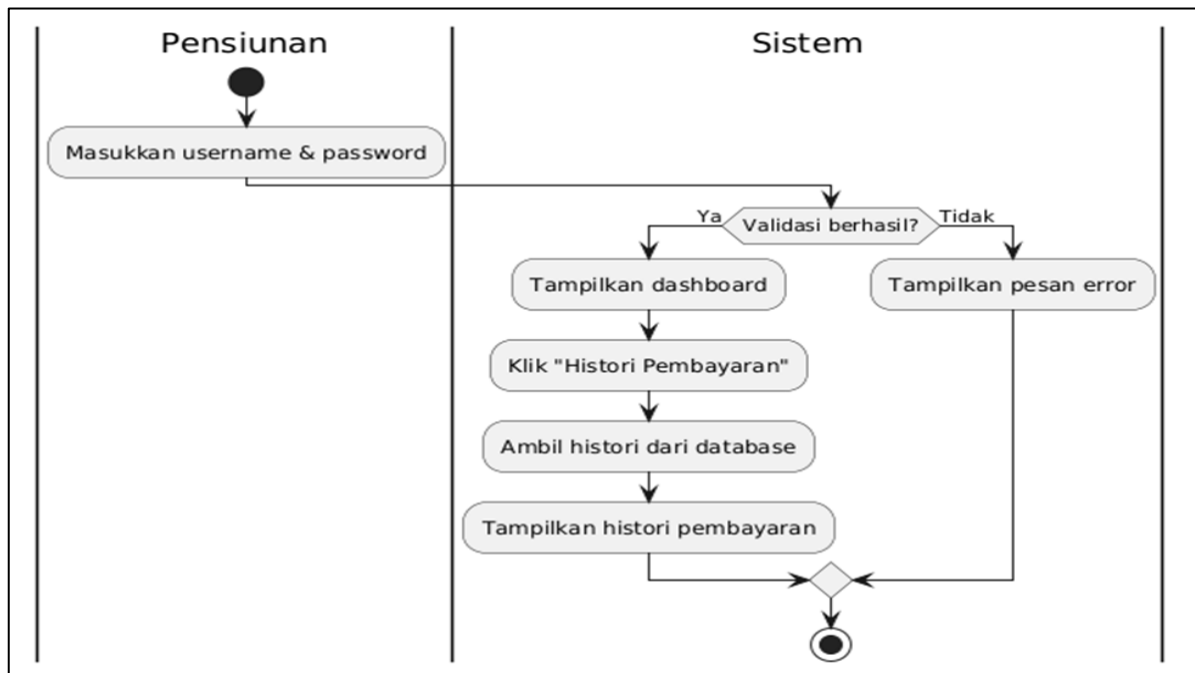 Pensiunan
Sistem
Masukkan username & password
Validasi berhasil?
Ya
Tidak
Tampilkan dashboard
Tampilkan pesan error
Klik "Histori Pembayaran"
Ambil histori dari database
Tampilkan histori pembayaran